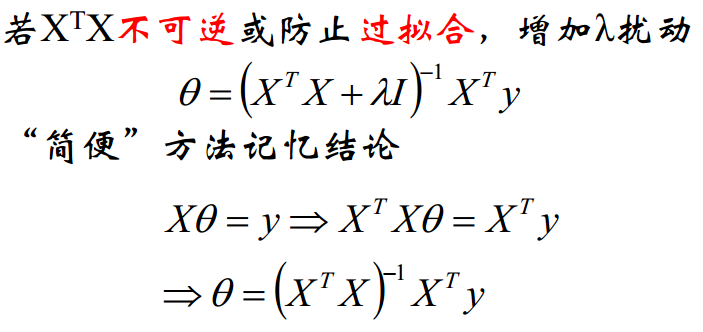 若XᵀX不可逆或防止过拟合，增加λ扰动
θ = (XᵀX + λI)⁻¹ Xᵀy
“简便”方法记忆结论
Xθ = y ⇒ XᵀXθ = Xᵀy
⇒ θ = (XᵀX)⁻¹ Xᵀy